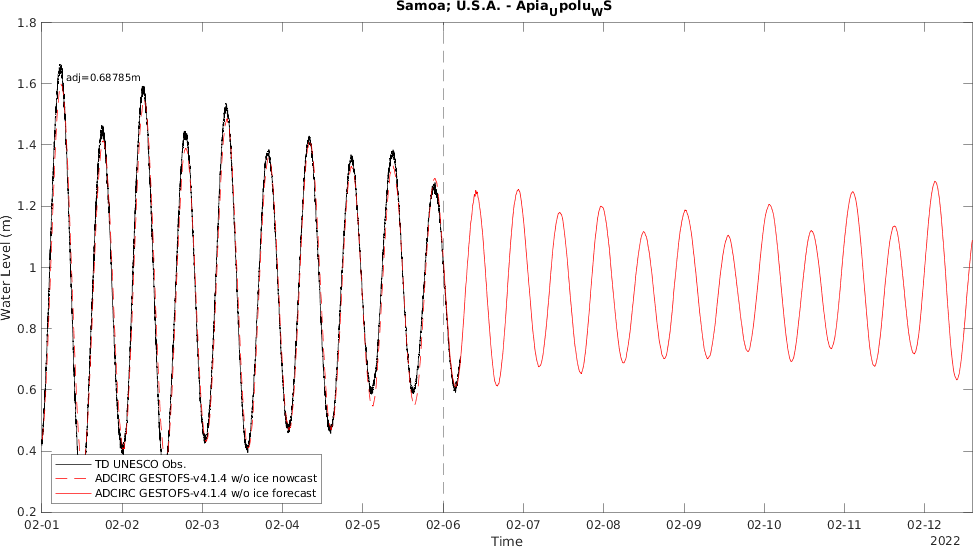 Samoa; U.S.A. - Apia_Upolu_WS
adj=0.68785m
1.8
1.6
1.4
1.2
1
0.8
0.6
0.4
0.2
Water Level (m)
TD UNESCO Obs.
ADCIRC GESTOFS-v4.1.4 w/o ice nowcast
ADCIRC GESTOFS-v4.1.4 w/o ice forecast
02-01 02-02 02-03 02-04 02-05 02-06 02-07 02-08 02-09 02-10 02-11 02-12
Time
2022